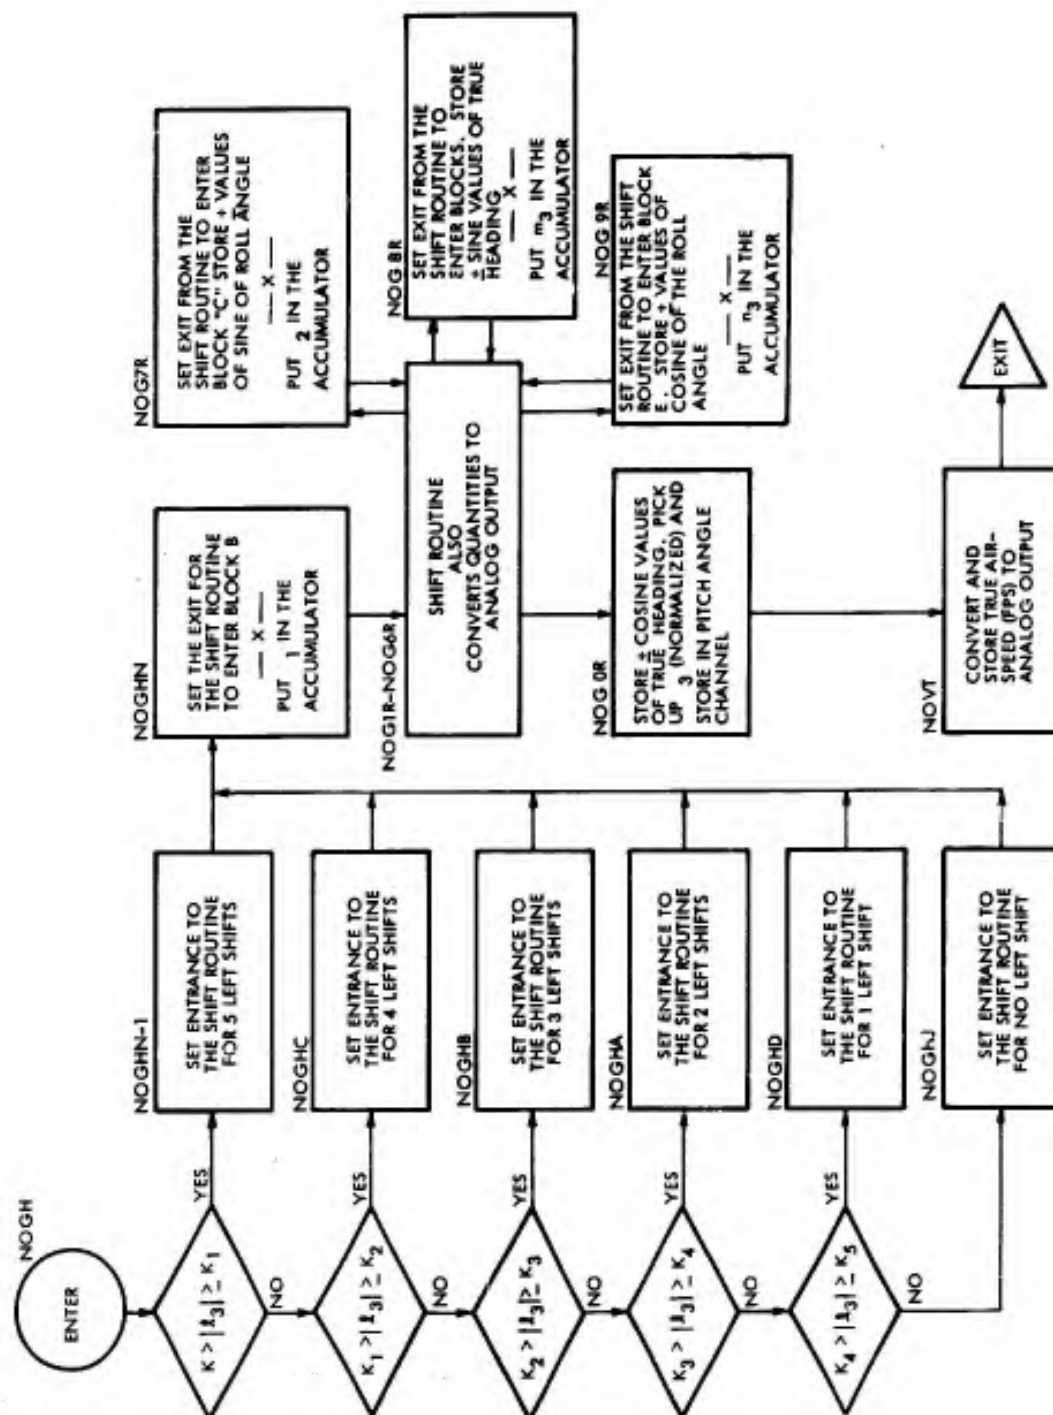 NOGH
ENTER
K > |ℓ3| ≥ K1
YES
NO
K1 > |ℓ3| ≥ K2
YES
NO
K2 > |ℓ3| ≥ K3
YES
NO
K3 > |ℓ3| ≥ K4
YES
NO
K4 > |ℓ3| ≥ K5
YES
NO
NOGHN-1
SET ENTRANCE TO
THE SHIFT ROUTINE
FOR 5 LEFT SHIFTS
NOGHC
SET ENTRANCE TO
THE SHIFT ROUTINE
FOR 4 LEFT SHIFTS
NOGHB
SET ENTRANCE TO
THE SHIFT ROUTINE
FOR 3 LEFT SHIFTS
NOGHA
SET ENTRANCE TO
THE SHIFT ROUTINE
FOR 2 LEFT SHIFTS
NOGHD
SET ENTRANCE TO
THE SHIFT ROUTINE
FOR 1 LEFT SHIFT
NOGHJ
SET ENTRANCE TO
THE SHIFT ROUTINE
FOR NO LEFT SHIFT
NOGHN
SET THE EXIT FOR
THE SHIFT ROUTINE
TO ENTER BLOCK B
— X —
PUT 1 IN THE
ACCUMULATOR
NOG1R-NOG6R
SHIFT ROUTINE
ALSO
CONVERTS QUANTITIES TO
ANALOG OUTPUT
NOG7R
SET EXIT FROM THE
SHIFT ROUTINE TO ENTER
BLOCK "C" STORE + VALUES
OF SINE OF ROLL ANGLE
— X —
PUT 2 IN THE
ACCUMULATOR
NOG 8R
SET EXIT FROM THE
SHIFT ROUTINE TO
ENTER BLOCKS. STORE
± SINE VALUES OF TRUE
HEADING
— X —
PUT m3 IN THE
ACCUMULATOR
NOG 9R
SET EXIT FROM THE SHIFT
ROUTINE TO ENTER BLOCK
E. STORE + VALUES OF
COSINE OF THE ROLL
ANGLE
— X —
PUT n3 IN THE
ACCUMULATOR
NOG 0R
STORE ± COSINE VALUES
OF TRUE HEADING. PICK
UP 3 (NORMALIZED) AND
STORE IN PITCH ANGLE
CHANNEL
NOVT
CONVERT AND
STORE TRUE AIR-
SPEED (FPS) TO
ANALOG OUTPUT
EXIT